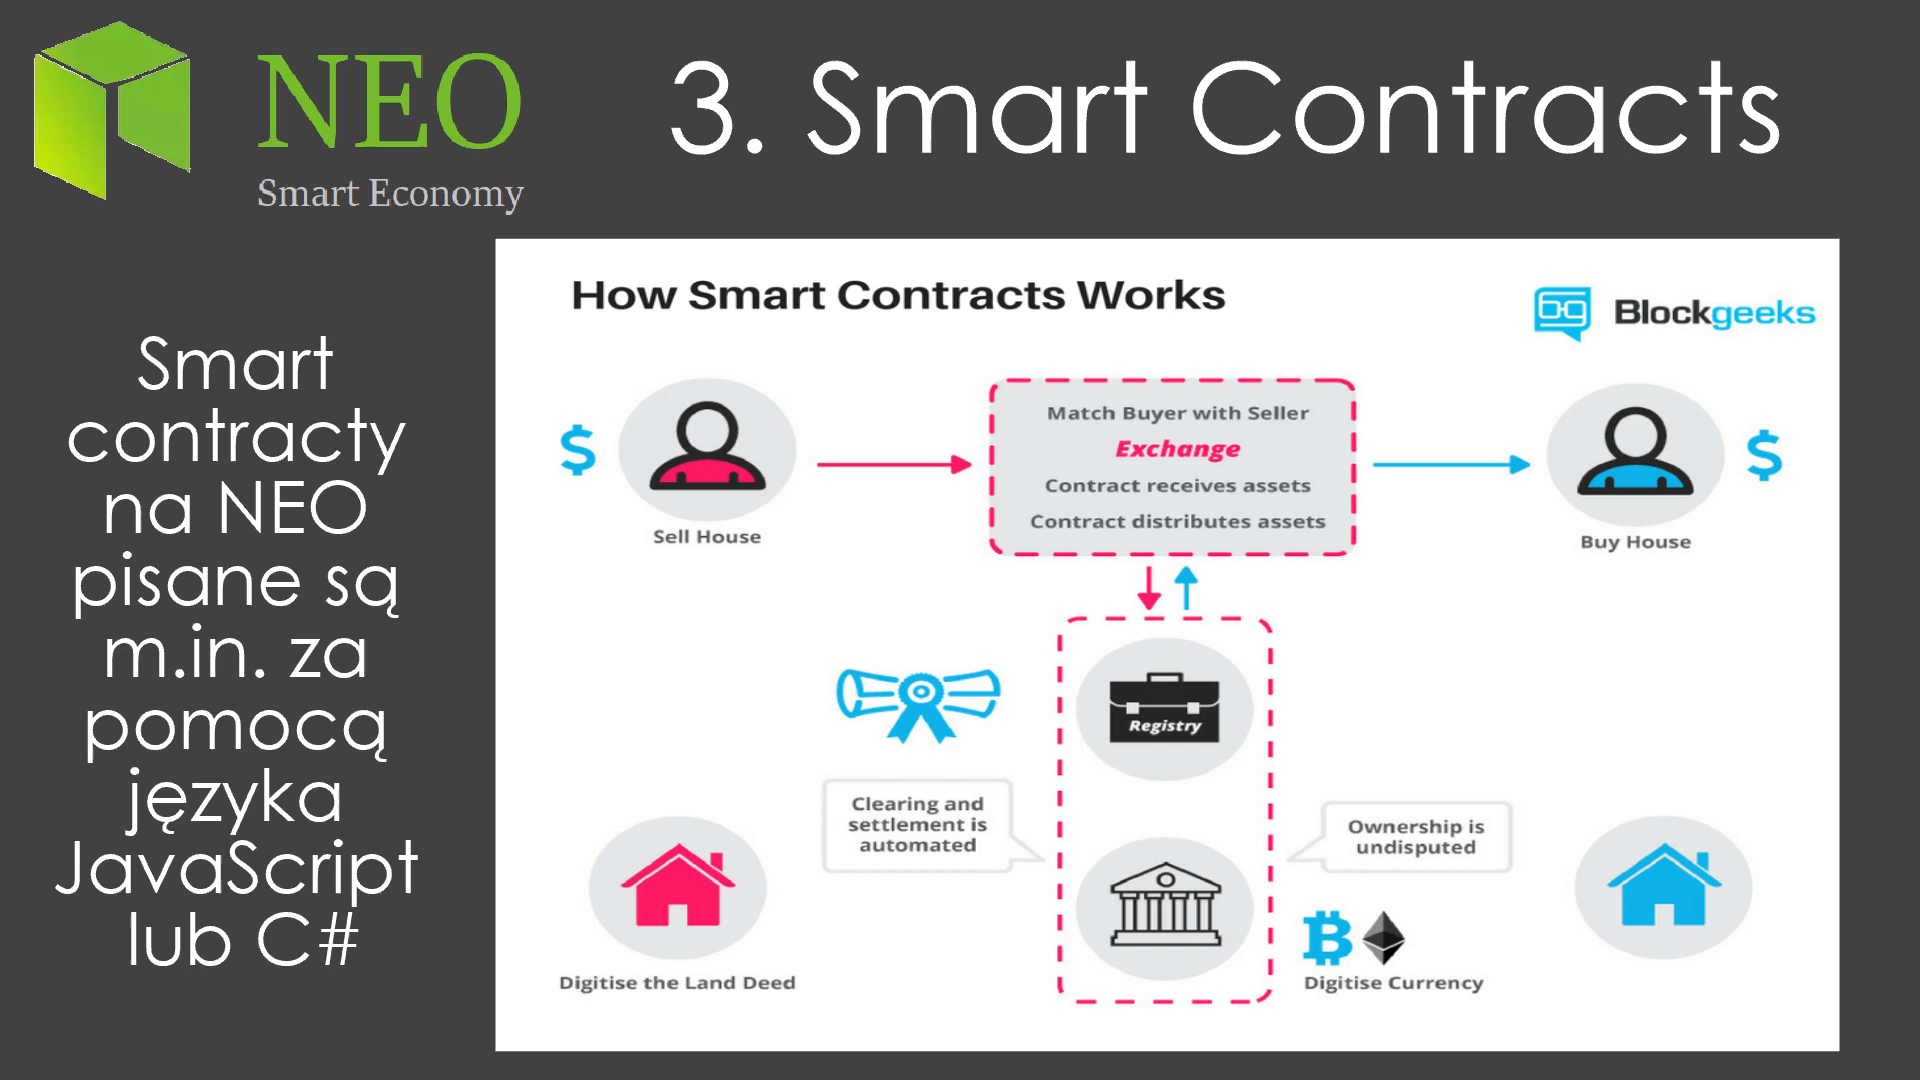 NEO
Smart Economy
3. Smart Contracts
Smart
contracty
na NEO
pisane są
m.in. za
pomocą
języka
JavaScript
lub C#
How Smart Contracts Works
Blockgeeks
$
Sell House
Match Buyer with Seller
Exchange
Contract receives assets
Contract distributes assets
Buy House
$
Registry
Clearing and
settlement is
automated
Ownership is
undisputed
Digitise the Land Deed
Digitise Currency